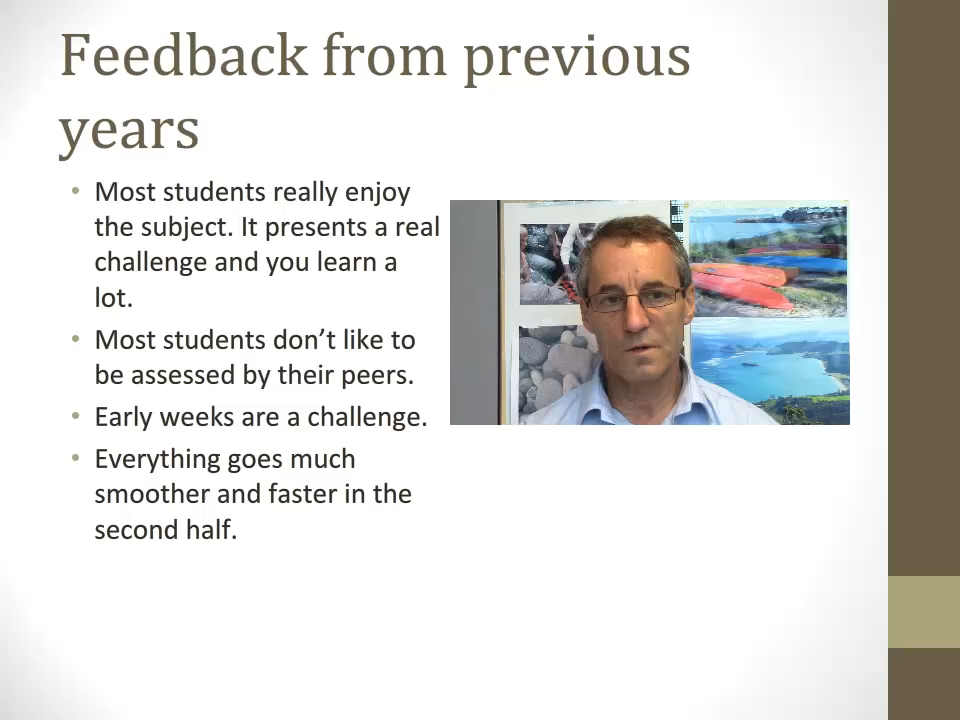 Feedback from previous
years
• Most students really enjoy
the subject. It presents a real
challenge and you learn a
lot.
• Most students don’t like to
be assessed by their peers.
• Early weeks are a challenge.
• Everything goes much
smoother and faster in the
second half.